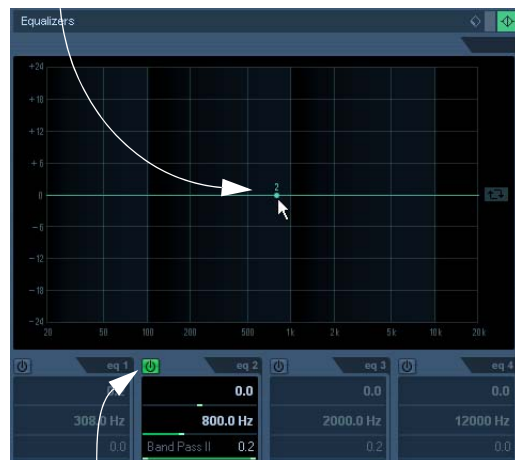 Equalizers
+24
+18
+12
+6
0
-6
-12
-18
-24
2
20 50 100 200 500 1k 2k 5k 10k 20k
eq 1 eq 2 eq 3 eq 4
0.0 0.0 0.0
308.0 Hz 800.0 Hz 2000.0 Hz 12000 Hz
0.0 Band Pass II 0.2 0.2 0.0